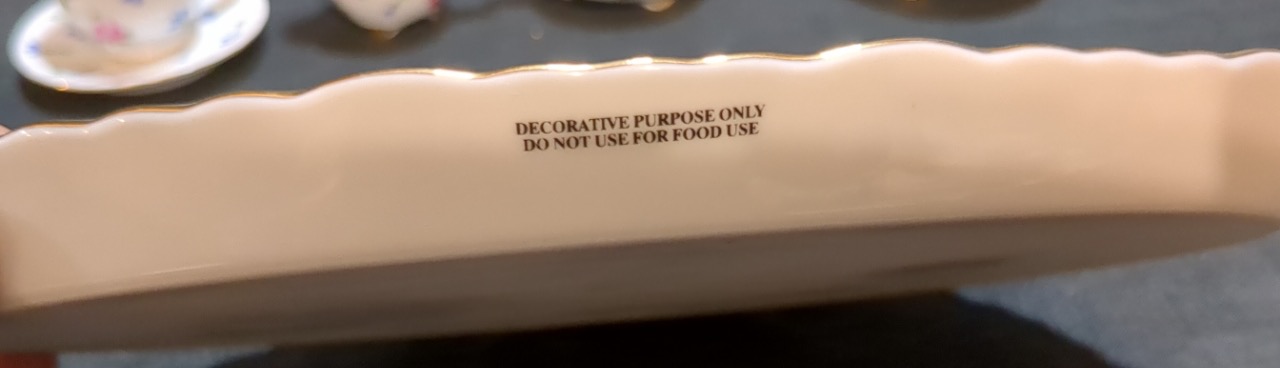 DECORATIVE PURPOSE ONLY
DO NOT USE FOR FOOD USE